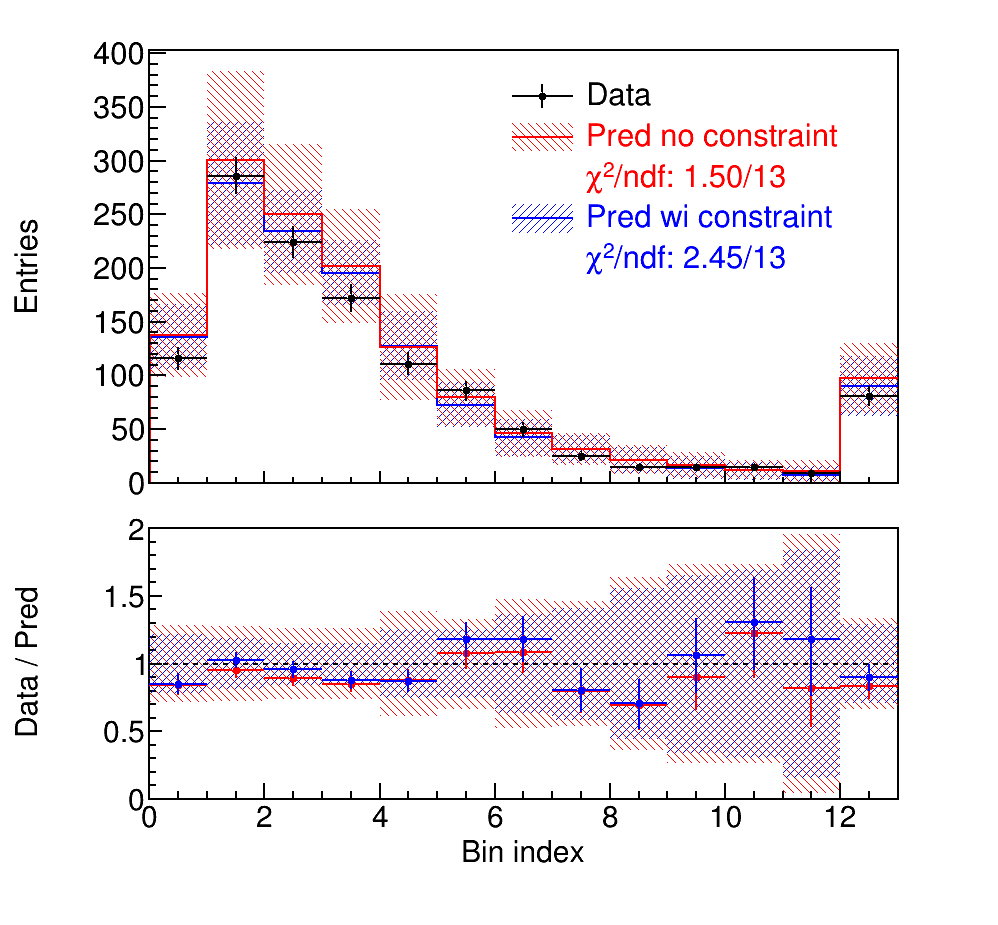 400
350
300
250
200
150
100
50
0
Entries
Data
Pred no constraint
χ²/ndf: 1.50/13
Pred wi constraint
χ²/ndf: 2.45/13
2
1.5
1
0.5
0
Data / Pred
0 2 4 6 8 10 12
Bin index